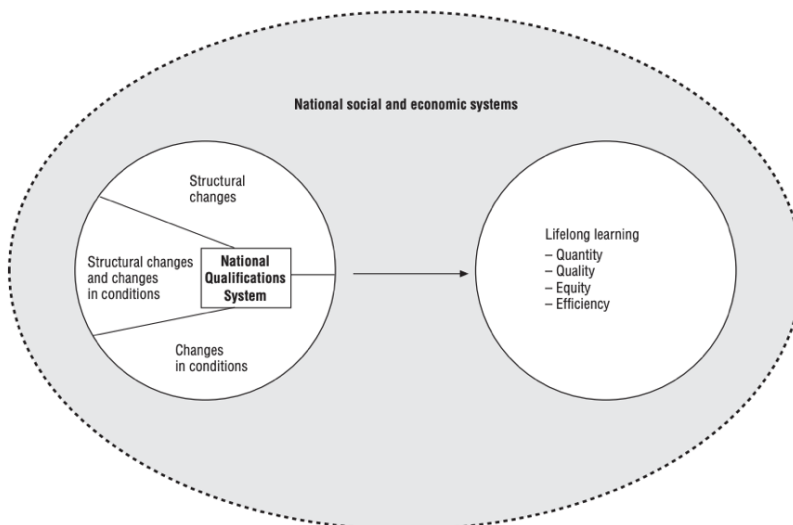 National social and economic systems
Structural
changes
Structural changes
and changes
in conditions
National
Qualifications
System
Changes
in conditions
Lifelong learning
– Quantity
– Quality
– Equity
– Efficiency